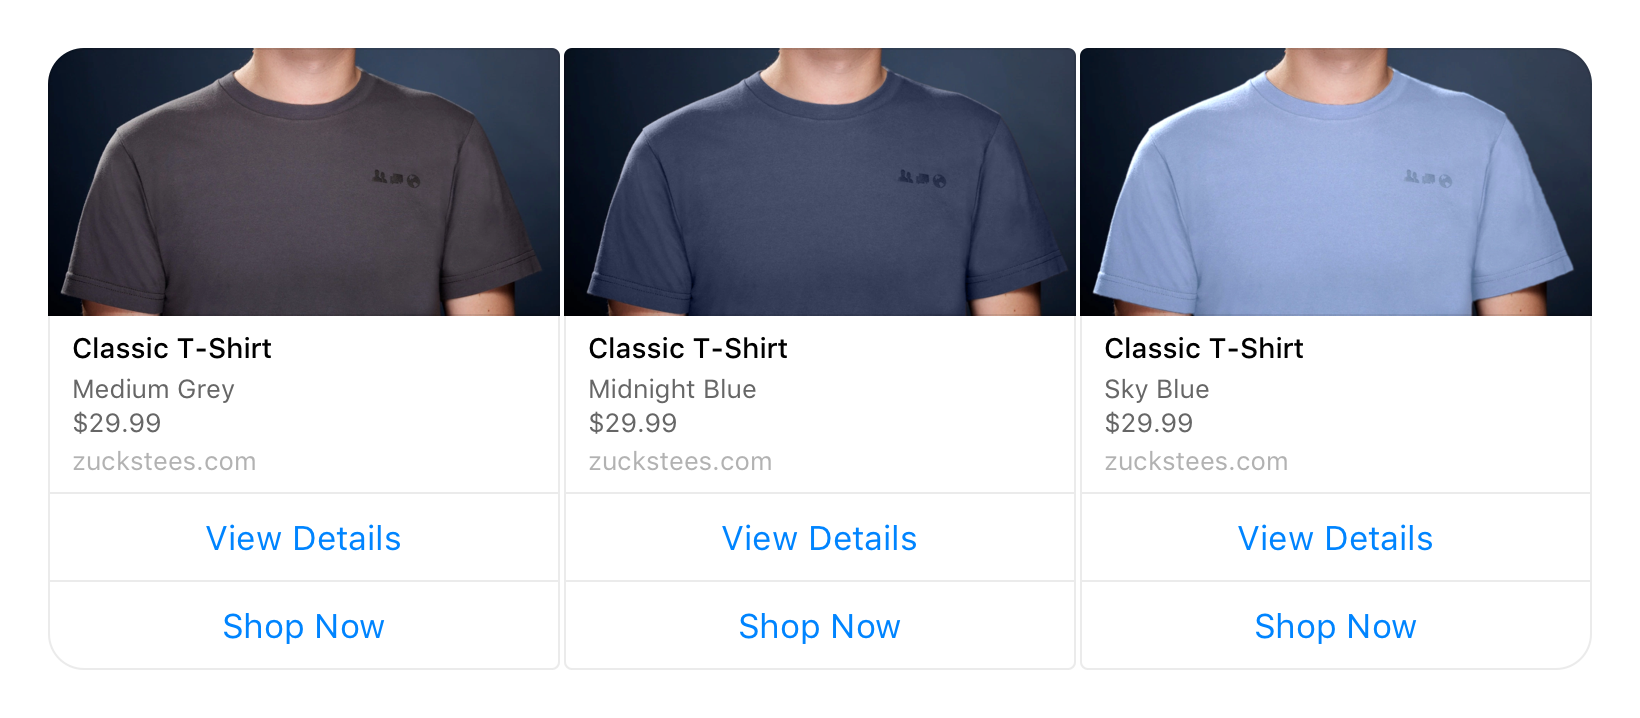 Classic T-Shirt
Medium Grey
$29.99
zuckstees.com
View Details
Shop Now
Classic T-Shirt
Midnight Blue
$29.99
zuckstees.com
View Details
Shop Now
Classic T-Shirt
Sky Blue
$29.99
zuckstees.com
View Details
Shop Now